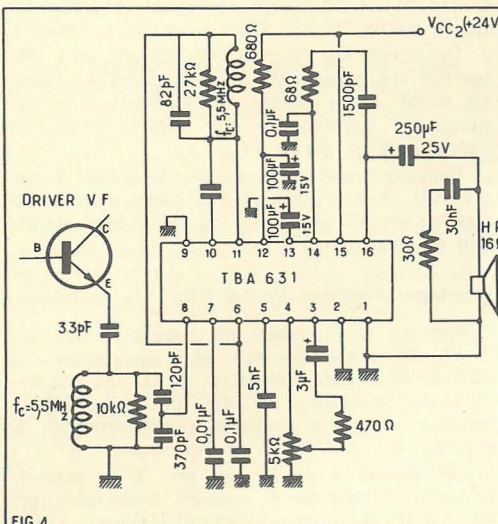 VCC2(+24V)
82pF
27kΩ
fc=5,5MHz
680Ω
68Ω
0,1µF
1500pF
250µF
25V
30nF
30Ω
HP
16Ω
100µF
15V
100µF
15V
DRIVER VF
B
C
E
9
10
11
12
13
14
15
16
TBA 631
8
7
6
5
4
3
2
1
33pF
120pF
370pF
fc=5,5MHz
10kΩ
0,01µF
0,1µF
5nF
5kΩ
3µF
470Ω
FIG.4